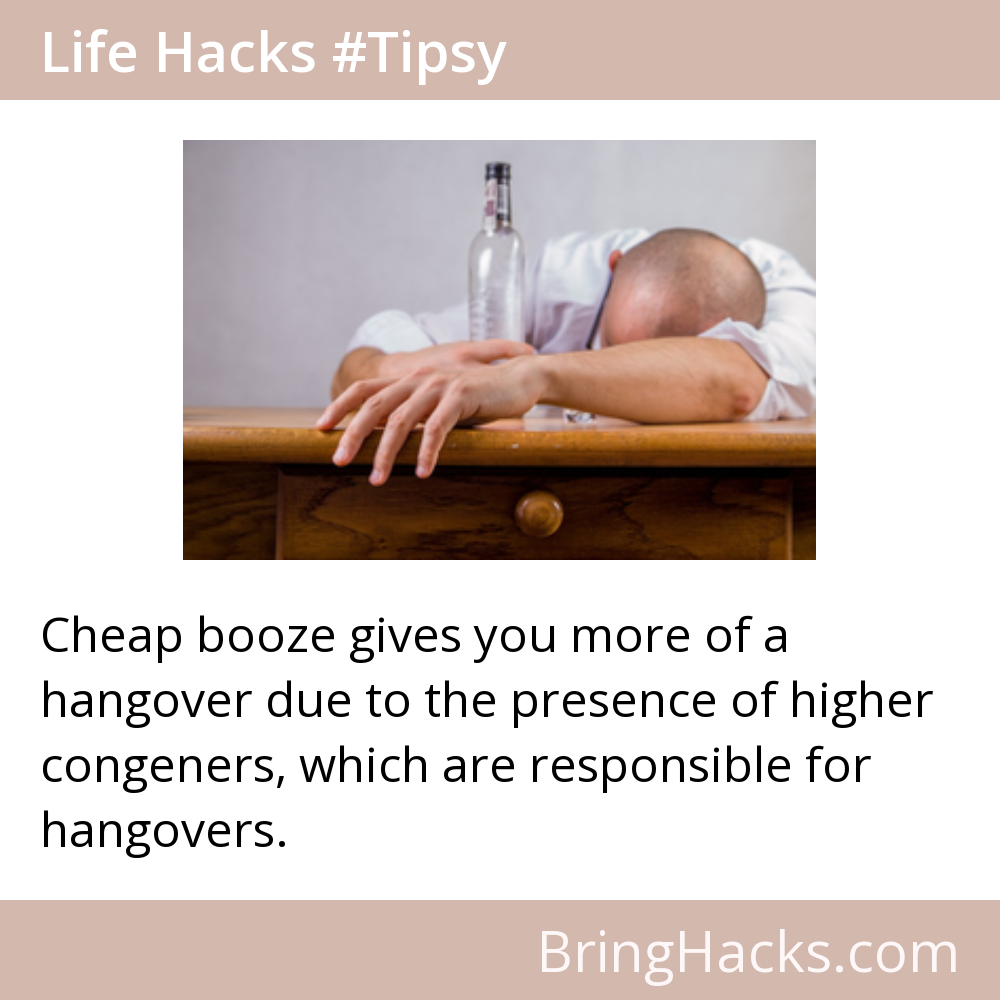 Life Hacks #Tipsy
Cheap booze gives you more of a
hangover due to the presence of higher
congeners, which are responsible for
hangovers.
BringHacks.com